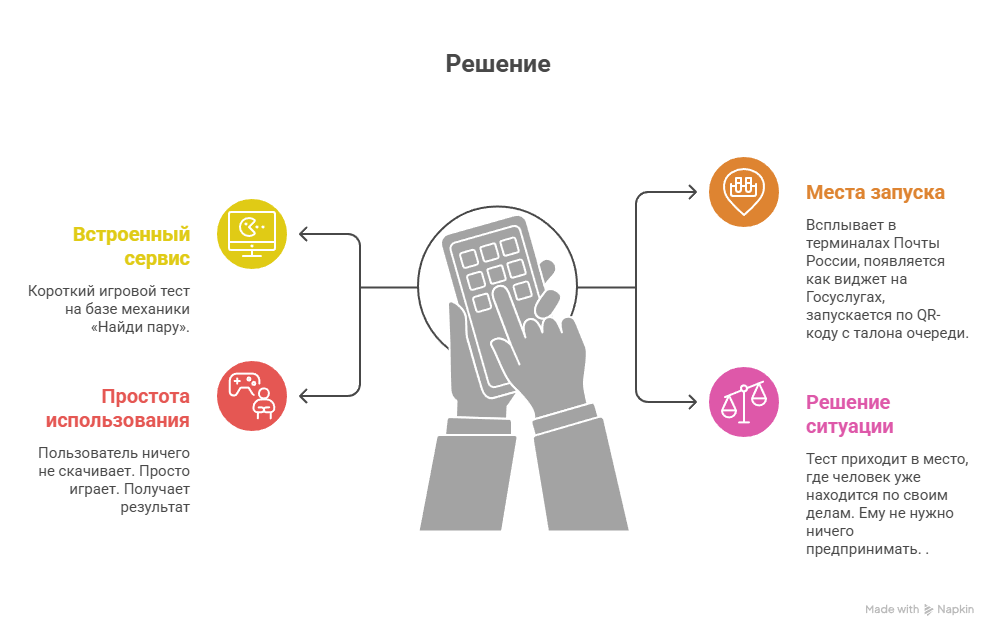 Решение
Встроенный
сервис
Короткий игровой тест
на базе механики
«Найди пару».
Простота
использования
Пользователь ничего
не скачивает. Просто
играет. Получает
результат
Места запуска
Всплывает в
терминалах Почты
России, появляется
как виджет на
Госуслугах,
запускается по QR-
коду с талона очереди.
Решение
ситуации
Тест приходит в место,
где человек уже
находится по своим
делам. Ему не нужно
ничего
предпринимать. .
Made with Napkin